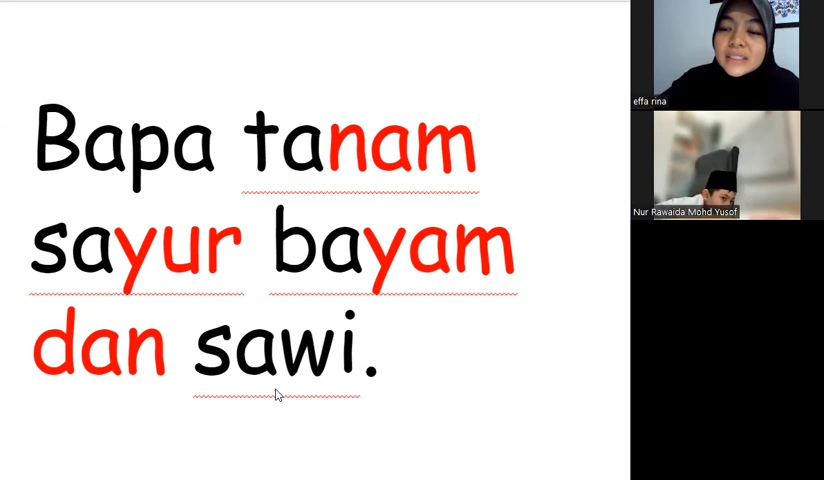 Bapa tanam
sayur bayam
dan sawi.
effa rina
Nur Rawaida Mohd Yusof